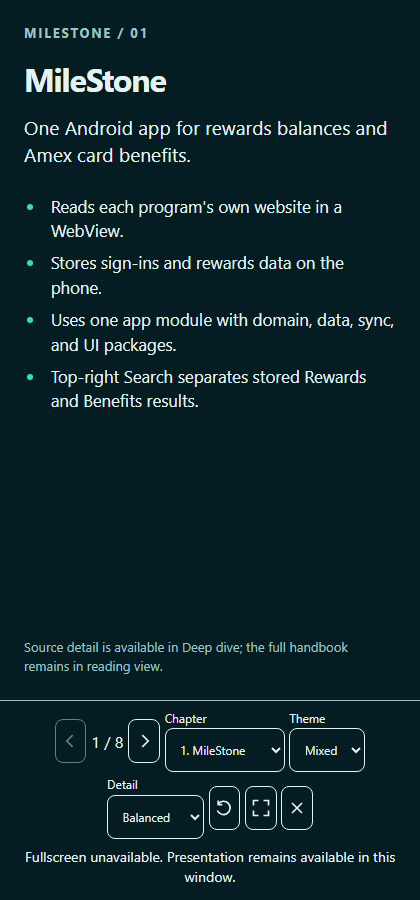 MILESTONE / 01
MileStone
One Android app for rewards balances and
Amex card benefits.
Reads each program's own website in a
WebView.
Stores sign-ins and rewards data on the
phone.
Uses one app module with domain, data, sync,
and UI packages.
Top-right Search separates stored Rewards
and Benefits results.
Source detail is available in Deep dive; the full handbook
remains in reading view.
Chapter
Theme
1 / 8
1. MileStone
Mixed
Detail
Balanced
Fullscreen unavailable. Presentation remains available in this
window.